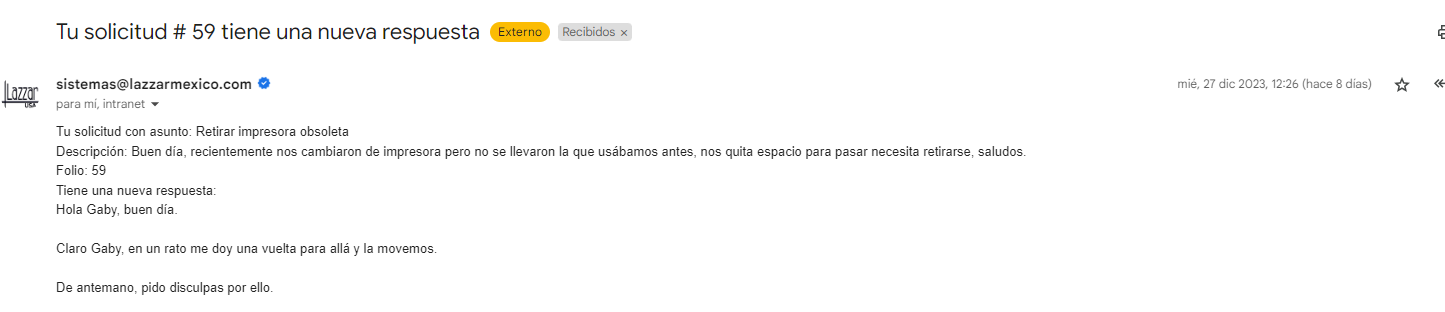 Tu solicitud # 59 tiene una nueva respuesta Externo Recibidos ×
Lazzar
USA
sistemas@lazzarmexico.com mié, 27 dic 2023, 12:26 (hace 8 días)
para mí, intranet
Tu solicitud con asunto: Retirar impresora obsoleta
Descripción: Buen día, recientemente nos cambiaron de impresora pero no se llevaron la que usábamos antes, nos quita espacio para pasar necesita retirarse, saludos.
Folio: 59
Tiene una nueva respuesta:
Hola Gaby, buen día.
Claro Gaby, en un rato me doy una vuelta para allá y la movemos.
De antemano, pido disculpas por ello.